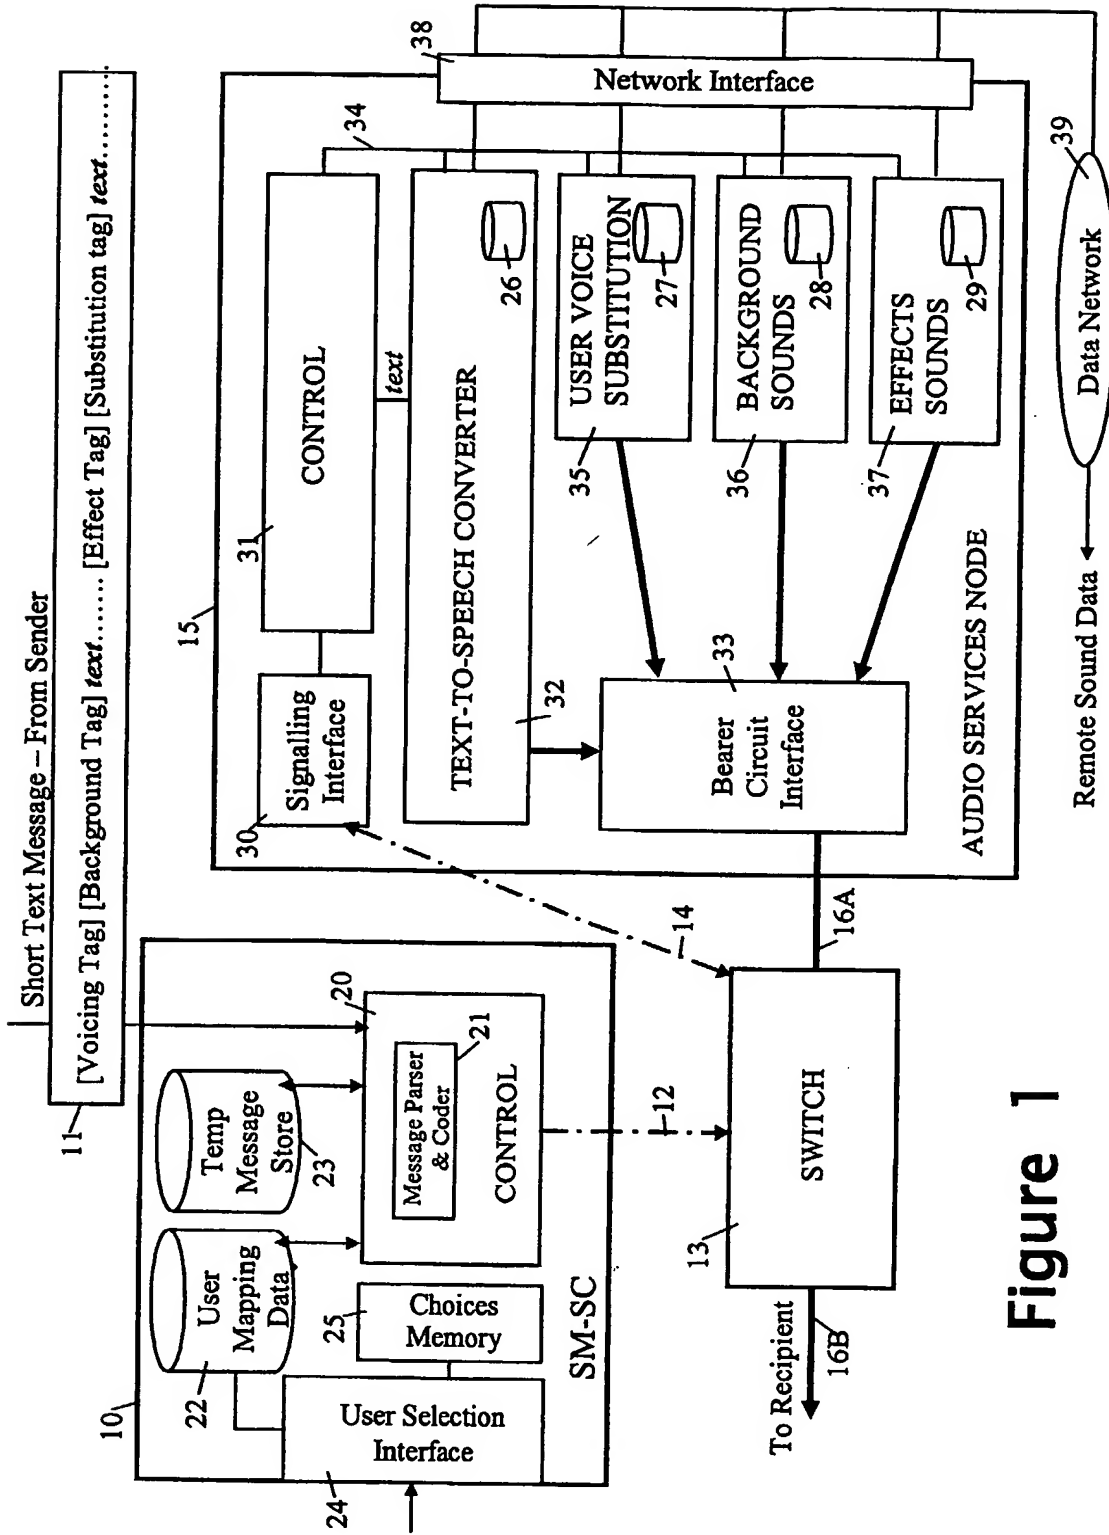 Short Text Message – From Sender
11
[Voicing Tag] [Background Tag] text....... [Effect Tag] [Substitution tag] text..........
10
User
Mapping
Data
22
Temp
Message
Store
23
20
Message Parser
& Coder
21
CONTROL
25
Choices
Memory
User Selection
Interface
24
SM-SC
12
14
13
SWITCH
16A
To Recipient
16B
15
30
Signalling
Interface
31
CONTROL
34
text
TEXT-TO-SPEECH CONVERTER
26
32
Bearer
Circuit
Interface
33
USER VOICE
SUBSTITUTION
27
35
BACKGROUND
SOUNDS
28
36
EFFECTS
SOUNDS
29
37
Network Interface
38
AUDIO SERVICES NODE
Remote Sound Data
Data Network
39
Figure 1